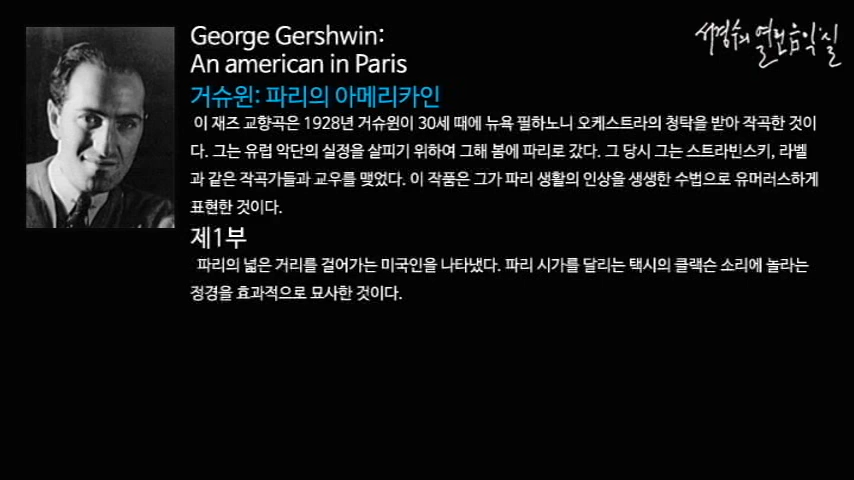 서경수의 열린음악실
George Gershwin:
An american in Paris
거슈윈: 파리의 아메리카인
이 재즈 교향곡은 1928년 거슈윈이 30세 때에 뉴욕 필하노니 오케스트라의 청탁을 받아 작곡한 것이
다. 그는 유럽 악단의 실정을 살피기 위하여 그해 봄에 파리로 갔다. 그 당시 그는 스트라빈스키, 라벨
과 같은 작곡가들과 교우를 맺었다. 이 작품은 그가 파리 생활의 인상을 생생한 수법으로 유머러스하게
표현한 것이다.
제1부
파리의 넓은 거리를 걸어가는 미국인을 나타냈다. 파리 시가를 달리는 택시의 클랙슨 소리에 놀라는
정경을 효과적으로 묘사한 것이다.